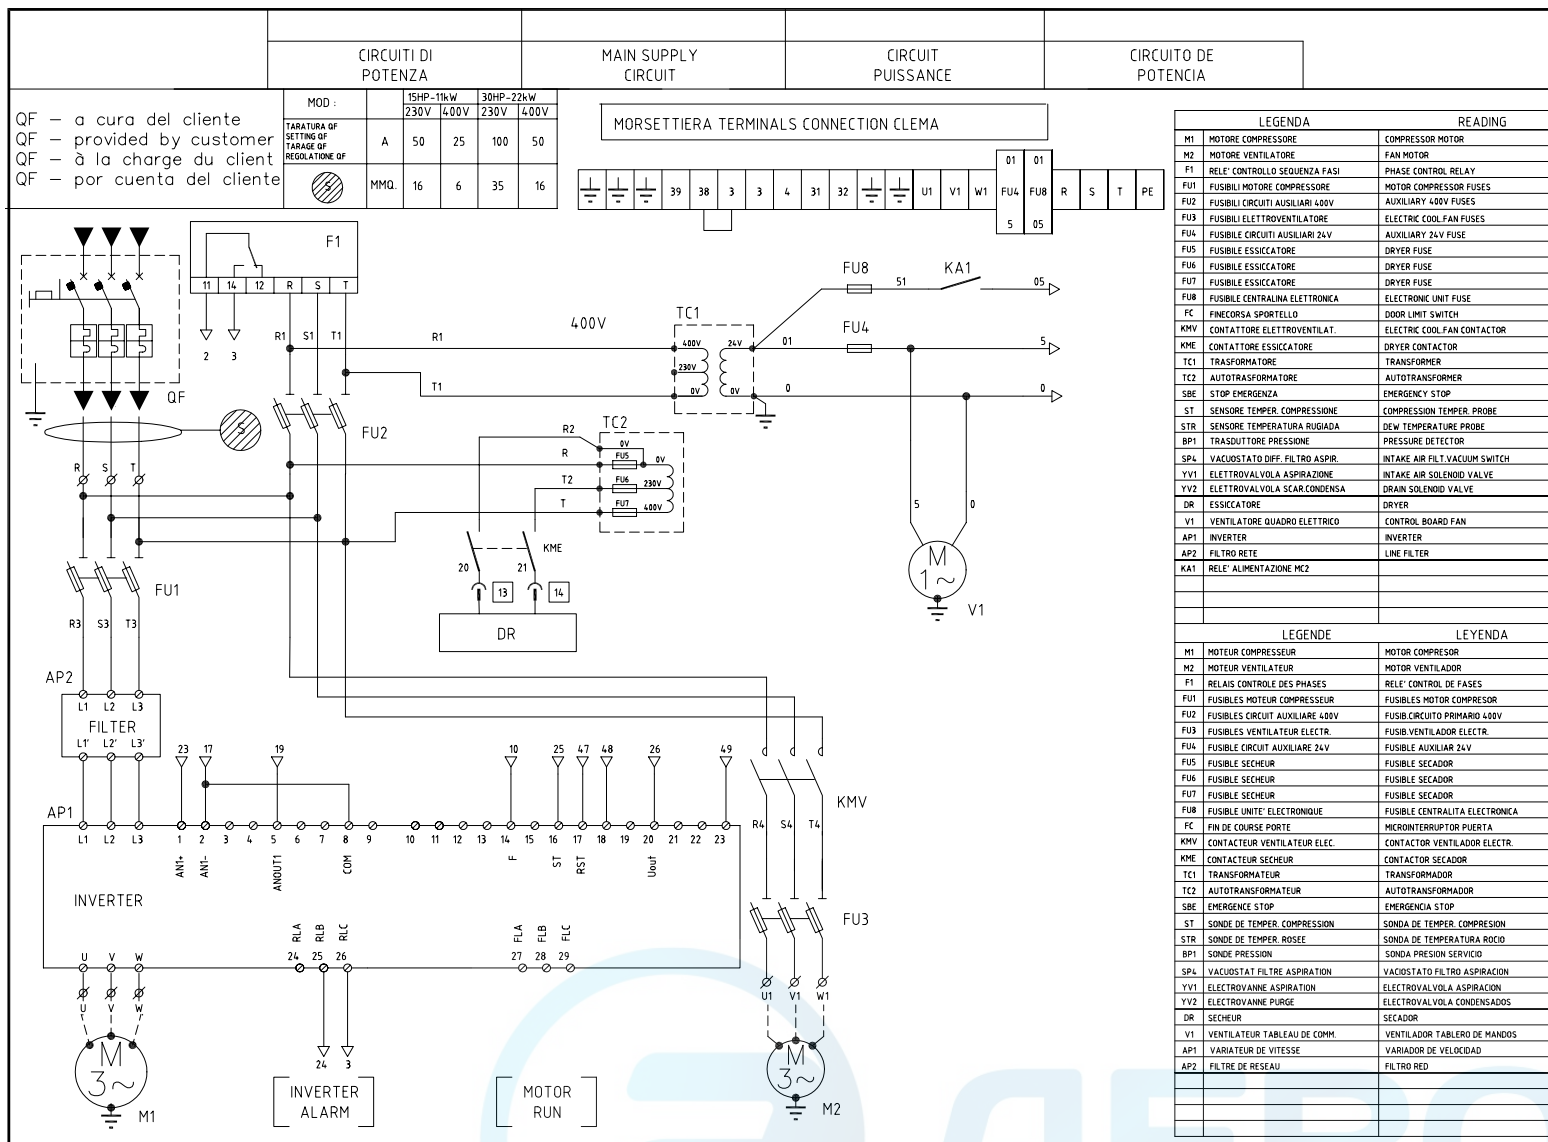 CIRCUITI DI
POTENZA
MAIN SUPPLY
CIRCUIT
CIRCUIT
PUISSANCE
CIRCUITO DE
POTENCIA
QF – a cura del cliente
QF – provided by customer
QF – à la charge du client
QF – por cuenta del cliente
MOD : 15HP-11kW 30HP-22kW
230V 400V 230V 400V
TARATURA QF
SETTING QF
TARAGE QF
REGOLATIONE QF
A 50 25 100 50
S MMQ. 16 6 35 16
MORSETTIERA TERMINALS CONNECTION CLEMA
01 01
39 38 3 3 4 31 32 U1 V1 W1 FU4 FU8 R S T PE
5 05
F1
11 14 12 R S T
2 3
R1 S1 T1
QF
S
R S T
FU2
FU1
R3 S3 T3
R1
T1
400V
TC1
400V 24V
230V
0V 0V
FU8 51 KA1 05
01 FU4 5
0 0
TC2
R2 0V
R FU5 0V
T2 FU6 230V
T FU7 400V
KME
20 21
13 14
DR
5 0
M
1 ~
V1
AP2
L1 L2 L3
FILTER
L1' L2' L3'
23 17 19 10 25 47 48 26 49
AP1
L1 L2 L3 1 2 3 4 5 6 7 8 9 10 11 12 13 14 15 16 17 18 19 20 21 22 23
AN1+ AN1- ANOUT1 COM F ST RST Uout
INVERTER
RLA RLB RLC FLA FLB FLC
U V W 24 25 26 27 28 29
U V W
M
3 ~
M1
24 3
INVERTER
ALARM
MOTOR
RUN
KMV
R4 S4 T4
FU3
U1 V1 W1
M
3 ~
M2
LEGENDA READING
M1 MOTORE COMPRESSORE COMPRESSOR MOTOR
M2 MOTORE VENTILATORE FAN MOTOR
F1 RELE' CONTROLLO SEQUENZA FASI PHASE CONTROL RELAY
FU1 FUSIBILI MOTORE COMPRESSORE MOTOR COMPRESSOR FUSES
FU2 FUSIBILI CIRCUITI AUSILIARI 400V AUXILIARY 400V FUSES
FU3 FUSIBILI ELETTROVENTILATORE ELECTRIC COOL.FAN FUSES
FU4 FUSIBILE CIRCUITI AUSILIARI 24V AUXILIARY 24V FUSE
FU5 FUSIBILE ESSICCATORE DRYER FUSE
FU6 FUSIBILE ESSICCATORE DRYER FUSE
FU7 FUSIBILE ESSICCATORE DRYER FUSE
FU8 FUSIBILE CENTRALINA ELETTRONICA ELECTRONIC UNIT FUSE
FC FINECORSA SPORTELLO DOOR LIMIT SWITCH
KMV CONTATTORE ELETTROVENTILAT. ELECTRIC COOL.FAN CONTACTOR
KME CONTATTORE ESSICCATORE DRYER CONTACTOR
TC1 TRASFORMATORE TRANSFORMER
TC2 AUTOTRASFORMATORE AUTOTRANSFORMER
SBE STOP EMERGENZA EMERGENCY STOP
ST SENSORE TEMPER. COMPRESSIONE COMPRESSION TEMPER. PROBE
STR SENSORE TEMPERATURA RUGIADA DEW TEMPERATURE PROBE
BP1 TRASDUTTORE PRESSIONE PRESSURE DETECTOR
SP4 VACUOSTATO DIFF. FILTRO ASPIR. INTAKE AIR FILT.VACUUM SWITCH
YV1 ELETTROVALVOLA ASPIRAZIONE INTAKE AIR SOLENOID VALVE
YV2 ELETTROVALVOLA SCAR.CONDENSA DRAIN SOLENOID VALVE
DR ESSICCATORE DRYER
V1 VENTILATORE QUADRO ELETTRICO CONTROL BOARD FAN
AP1 INVERTER INVERTER
AP2 FILTRO RETE LINE FILTER
KA1 RELE' ALIMENTAZIONE MC2
LEGENDE LEYENDA
M1 MOTEUR COMPRESSEUR MOTOR COMPRESOR
M2 MOTEUR VENTILATEUR MOTOR VENTILADOR
F1 RELAIS CONTROLE DES PHASES RELE' CONTROL DE FASES
FU1 FUSIBLES MOTEUR COMPRESSEUR FUSIBLES MOTOR COMPRESOR
FU2 FUSIBLES CIRCUIT AUXILIARE 400V FUSIB.CIRCUITO PRIMARIO 400V
FU3 FUSIBLES VENTILATEUR ELECTR. FUSIB.VENTILADOR ELECTR.
FU4 FUSIBLE CIRCUIT AUXILIARE 24V FUSIBLE AUXILIAR 24V
FU5 FUSIBLE SECHEUR FUSIBLE SECADOR
FU6 FUSIBLE SECHEUR FUSIBLE SECADOR
FU7 FUSIBLE SECHEUR FUSIBLE SECADOR
FU8 FUSIBLE UNITE' ELECTRONIQUE FUSIBLE CENTRALITA ELECTRONICA
FC FIN DE COURSE PORTE MICROINTERRUPTOR PUERTA
KMV CONTACTEUR VENTILATEUR ELEC. CONTACTOR VENTILADOR ELECTR.
KME CONTACTEUR SECHEUR CONTACTOR SECADOR
TC1 TRANSFORMATEUR TRANSFORMADOR
TC2 AUTOTRANSFORMATEUR AUTOTRANSFORMADOR
SBE EMERGENCE STOP EMERGENCIA STOP
ST SONDE DE TEMPER. COMPRESSION SONDA DE TEMPER. COMPRESION
STR SONDE DE TEMPER. ROSEE SONDA DE TEMPERATURA ROCIO
BP1 SONDE PRESSION SONDA PRESION SERVICIO
SP4 VACUOSTAT FILTRE ASPIRATION VACIOSTATO FILTRO ASPIRACION
YV1 ELECTROVANNE ASPIRATION ELECTROVALVOLA ASPIRACION
YV2 ELECTROVANNE PURGE ELECTROVALVOLA CONDENSADOS
DR SECHEUR SECADOR
V1 VENTILATEUR TABLEAU DE COMM. VENTILADOR TABLERO DE MANDOS
AP1 VARIATEUR DE VITESSE VARIADOR DE VELOCIDAD
AP2 FILTRE DE RESEAU FILTRO RED